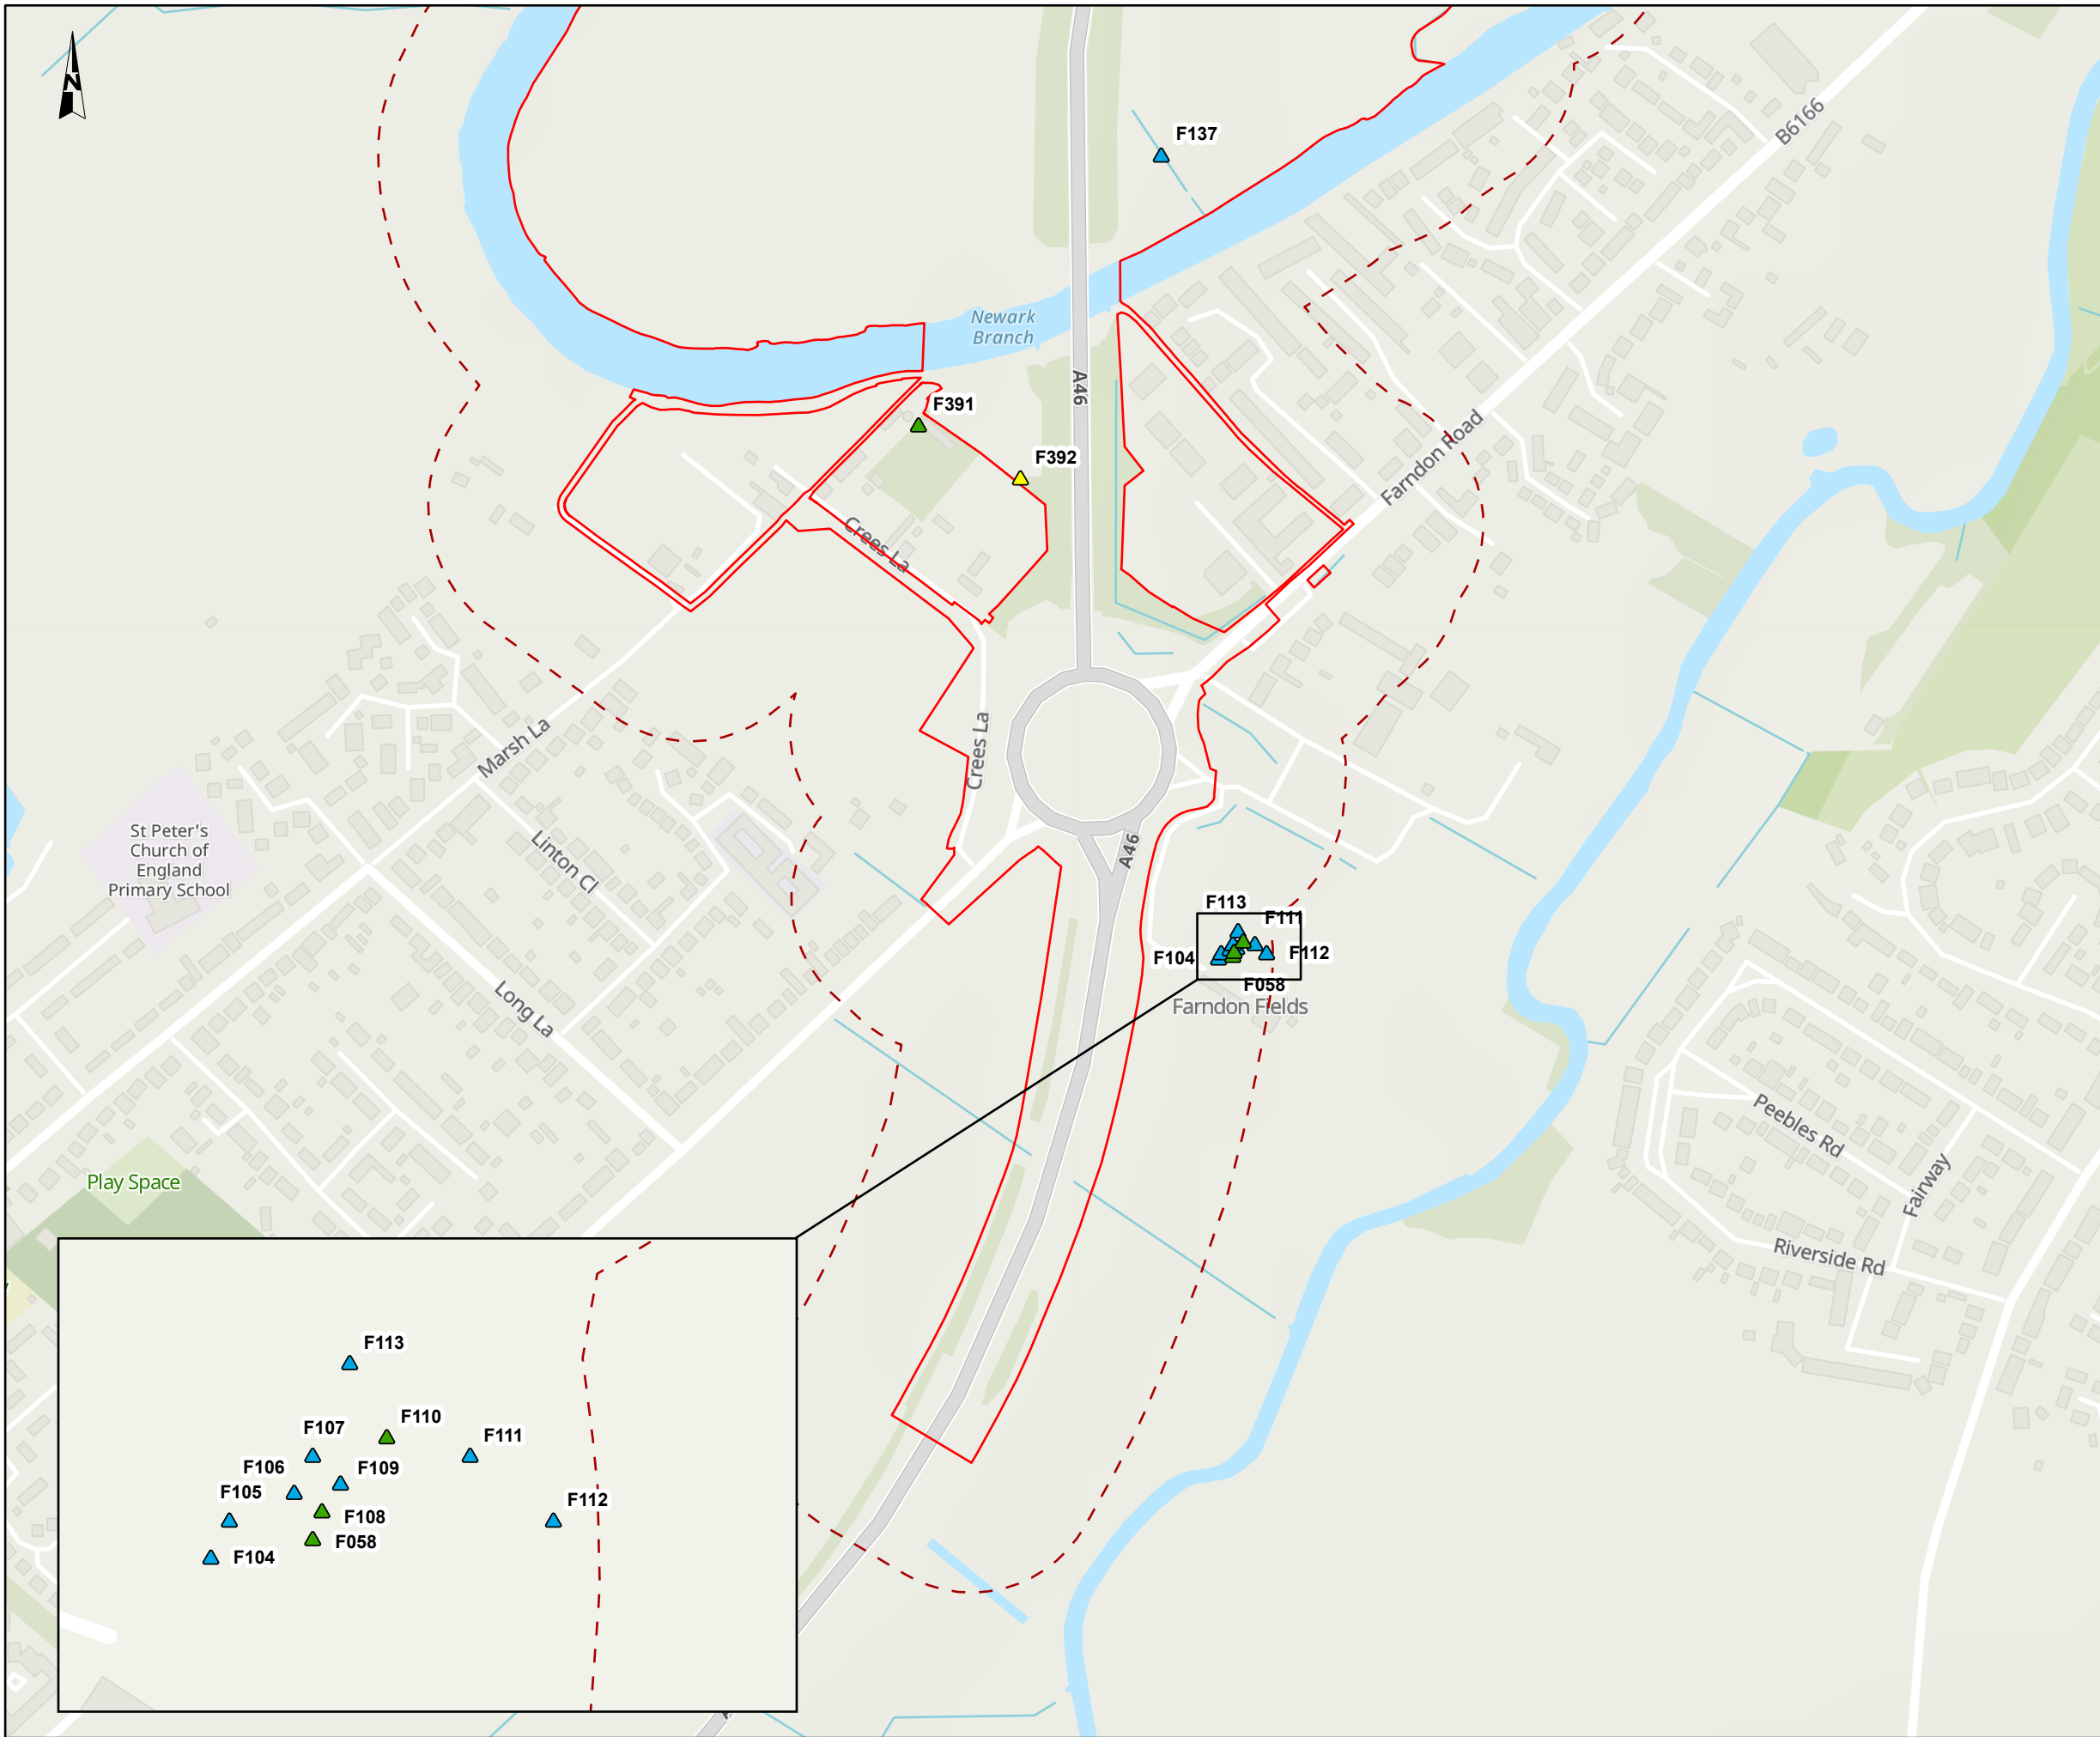 N
B6166
F137
Newark
Branch
A46
F391
F392
Farndon Road
Crees La
Crees La
Marsh La
St Peter's
Church of
England
Primary School
Linton Cl
A46
F113
F111
F104
F112
F058
Farndon Fields
Long La
Play Space
Peebles Rd
Fairway
Riverside Rd
F113
F110
F107
F111
F106
F109
F105
F112
F108
F058
F104